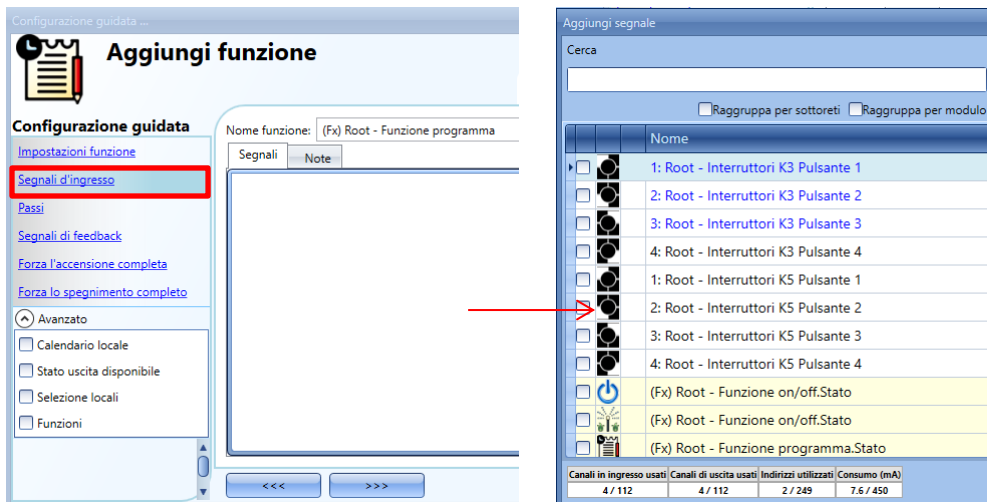 Configurazione guidata ...
Aggiungi funzione
Configurazione guidata
Impostazioni funzione
Segnali d'ingresso
Passi
Segnali di feedback
Forza l'accensione completa
Forza lo spegnimento completo
Avanzato
Calendario locale
Stato uscita disponibile
Selezione locali
Funzioni
Nome funzione: (Fx) Root - Funzione programma
Segnali Note
<<< >>>
Aggiungi segnale
Cerca
Raggruppa per sottoreti Raggruppa per modulo
Nome
1: Root - Interruttori K3 Pulsante 1
2: Root - Interruttori K3 Pulsante 2
3: Root - Interruttori K3 Pulsante 3
4: Root - Interruttori K3 Pulsante 4
1: Root - Interruttori K5 Pulsante 1
2: Root - Interruttori K5 Pulsante 2
3: Root - Interruttori K5 Pulsante 3
4: Root - Interruttori K5 Pulsante 4
(Fx) Root - Funzione on/off.Stato
(Fx) Root - Funzione on/off.Stato
(Fx) Root - Funzione programma.Stato
Canali in ingresso usati Canali di uscita usati Indirizzi utilizzati Consumo (mA)
4 / 112 4 / 112 2 / 249 7.6 / 450